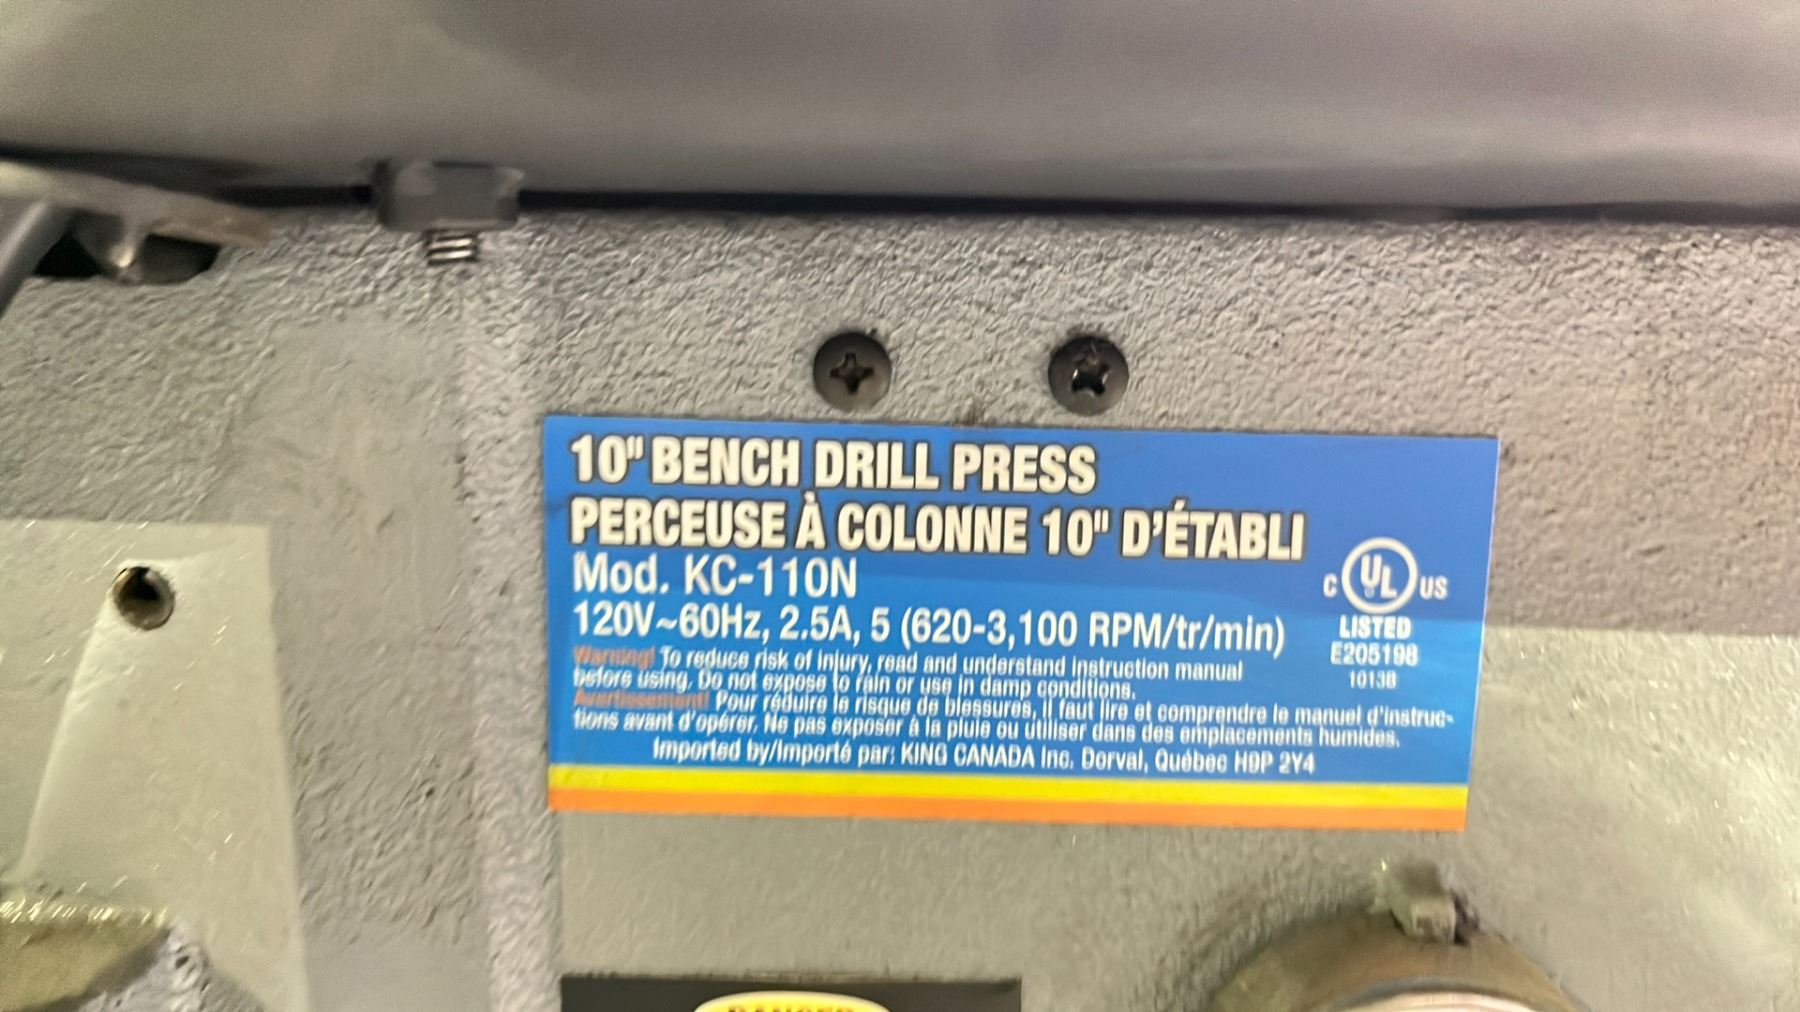 10" BENCH DRILL PRESS
PERCEUSE À COLONNE 10" D'ÉTABLI
Mod. KC-110N
120V~60Hz, 2.5A, 5 (620-3,100 RPM/tr/min)
Warning! To reduce risk of injury, read and understand instruction manual
before using. Do not expose to rain or use in damp conditions.
Avertissement! Pour réduire le risque de blessures, il faut lire et comprendre le manuel d'instruc-
tions avant d'opérer. Ne pas exposer à la pluie ou utiliser dans des emplacements humides.
Imported by/Importé par: KING CANADA Inc. Dorval, Québec H9P 2Y4
C UL US
LISTED
E205198
1013B
DANGER